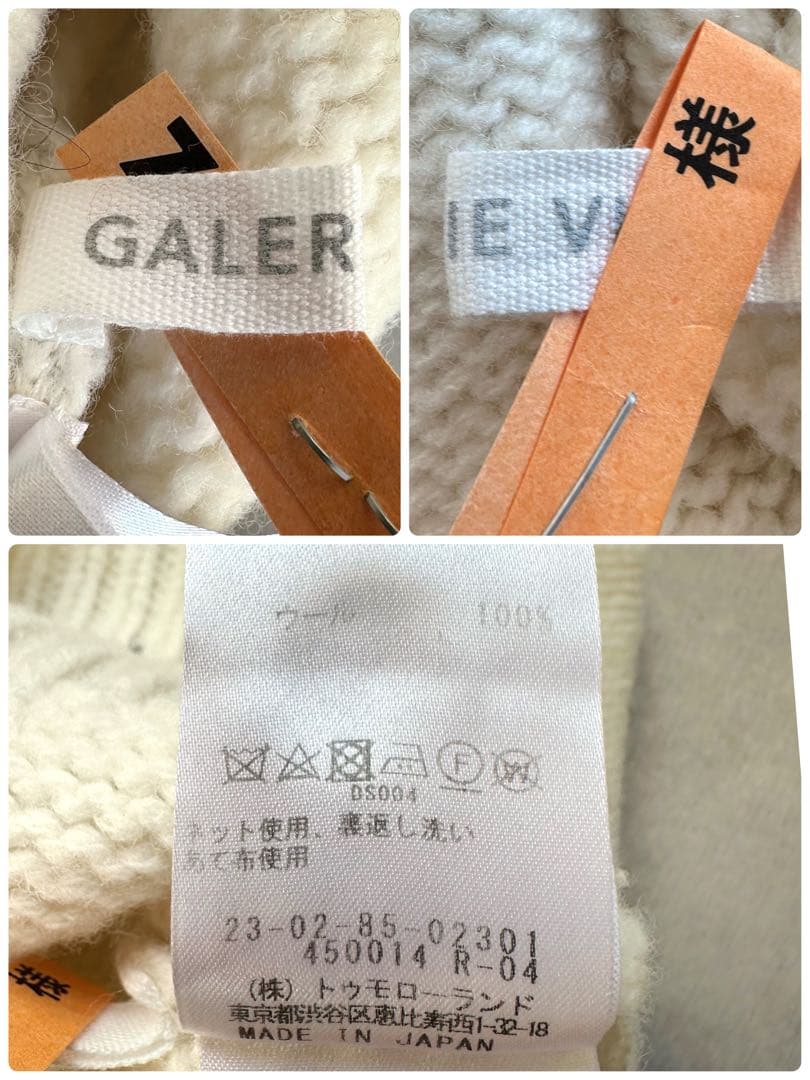 GALER
IE V
様
ウール 100%
F W
DS004
ネット使用、裏返し洗い
あて布使用
23-02-85-02301
450014 R-04
(株) トゥモローランド
東京都渋谷区恵比寿西1-32-18
MADE IN JAPAN